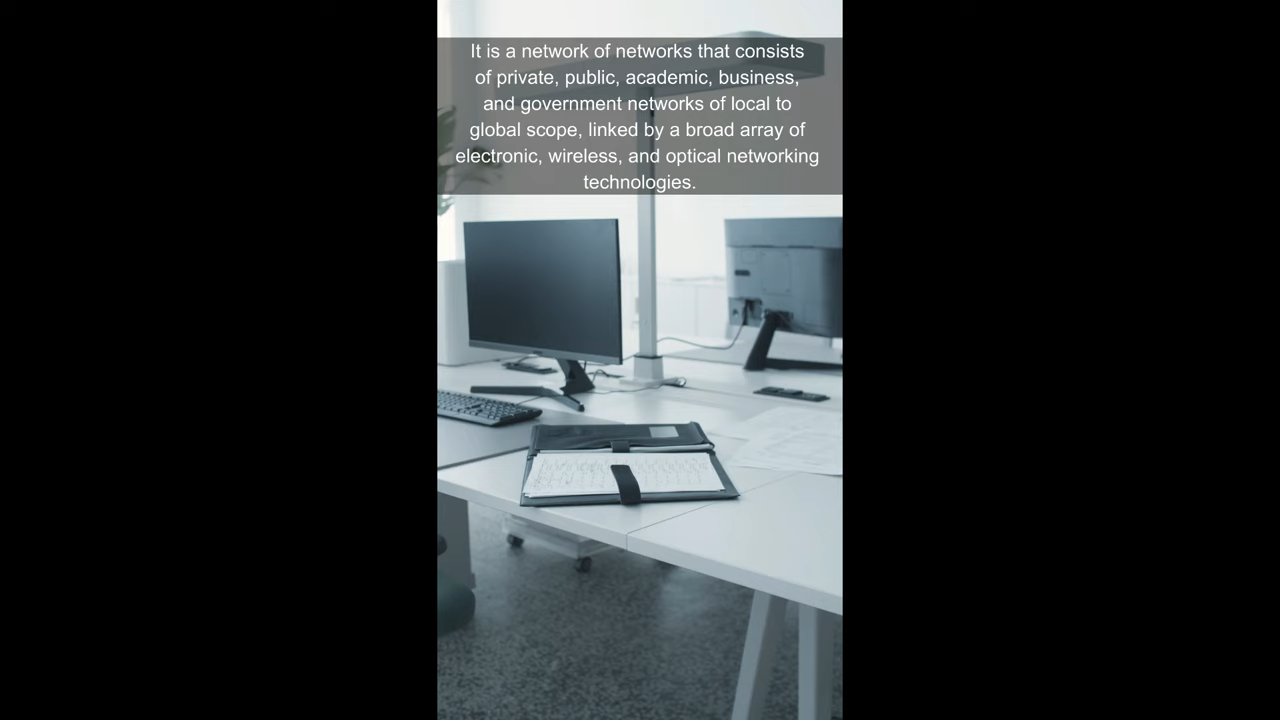 It is a network of networks that consists
of private, public, academic, business,
and government networks of local to
global scope, linked by a broad array of
electronic, wireless, and optical networking
technologies.